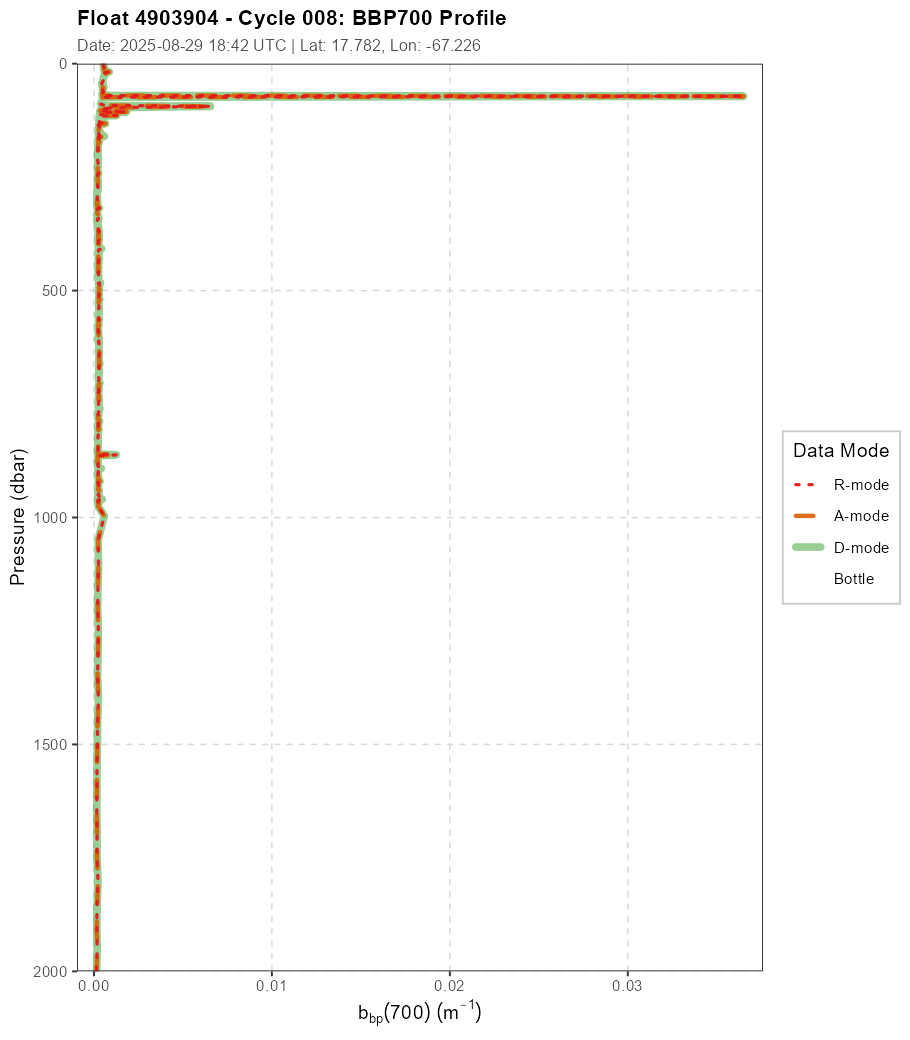 Float 4903904 - Cycle 008: BBP700 Profile
Date: 2025-08-29 18:42 UTC | Lat: 17.782, Lon: -67.226
0
500
1000
1500
2000
Pressure (dbar)
0.00
0.01
0.02
0.03
b_bp(700) (m^−1)
Data Mode
R-mode
A-mode
D-mode
Bottle